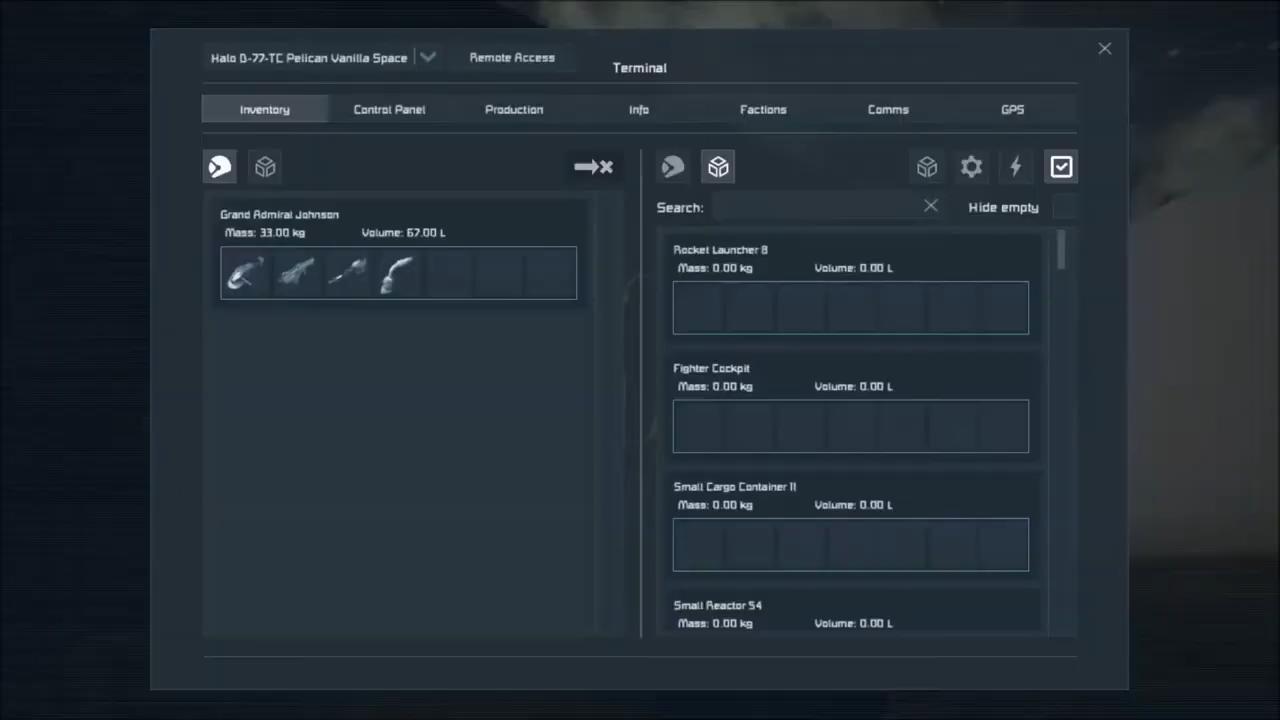 Halo D-77-TC Pelican Vanilla Space
Remote Access
Terminal
Inventory
Control Panel
Production
Info
Factions
Comms
GPS
Grand Admiral Johnson
Mass: 33.00 kg
Volume: 67.00 L
Search:
Hide empty
Rocket Launcher 8
Mass: 0.00 kg
Volume: 0.00 L
Fighter Cockpit
Mass: 0.00 kg
Volume: 0.00 L
Small Cargo Container 11
Mass: 0.00 kg
Volume: 0.00 L
Small Reactor 54
Mass: 0.00 kg
Volume: 0.00 L